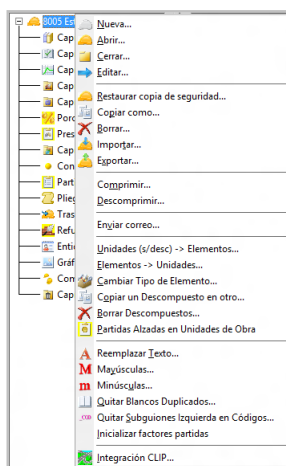 8005 Est
Nueva...
Cap
Abrir...
Cap
Cerrar...
Cap
Editar...
Cap
Restaurar copia de seguridad...
Cap
Copiar como...
Porc
Borrar...
Pres
Importar...
Cap
Exportar...
Con
Comprimir...
Part
Descomprimir...
Plieg
Tras
Enviar correo...
Refu
Unidades (s/desc) -> Elementos...
Entid
Elementos -> Unidades...
Gráf
Cambiar Tipo de Elemento...
Con
Copiar un Descompuesto en otro...
Cap
Borrar Descompuestos...
Partidas Alzadas en Unidades de Obra
Reemplazar Texto...
Mayúsculas...
Minúsculas...
Quitar Blancos Duplicados...
Quitar Subguiones Izquierda en Códigos...
Inicializar factores partidas
Integración CLIP...